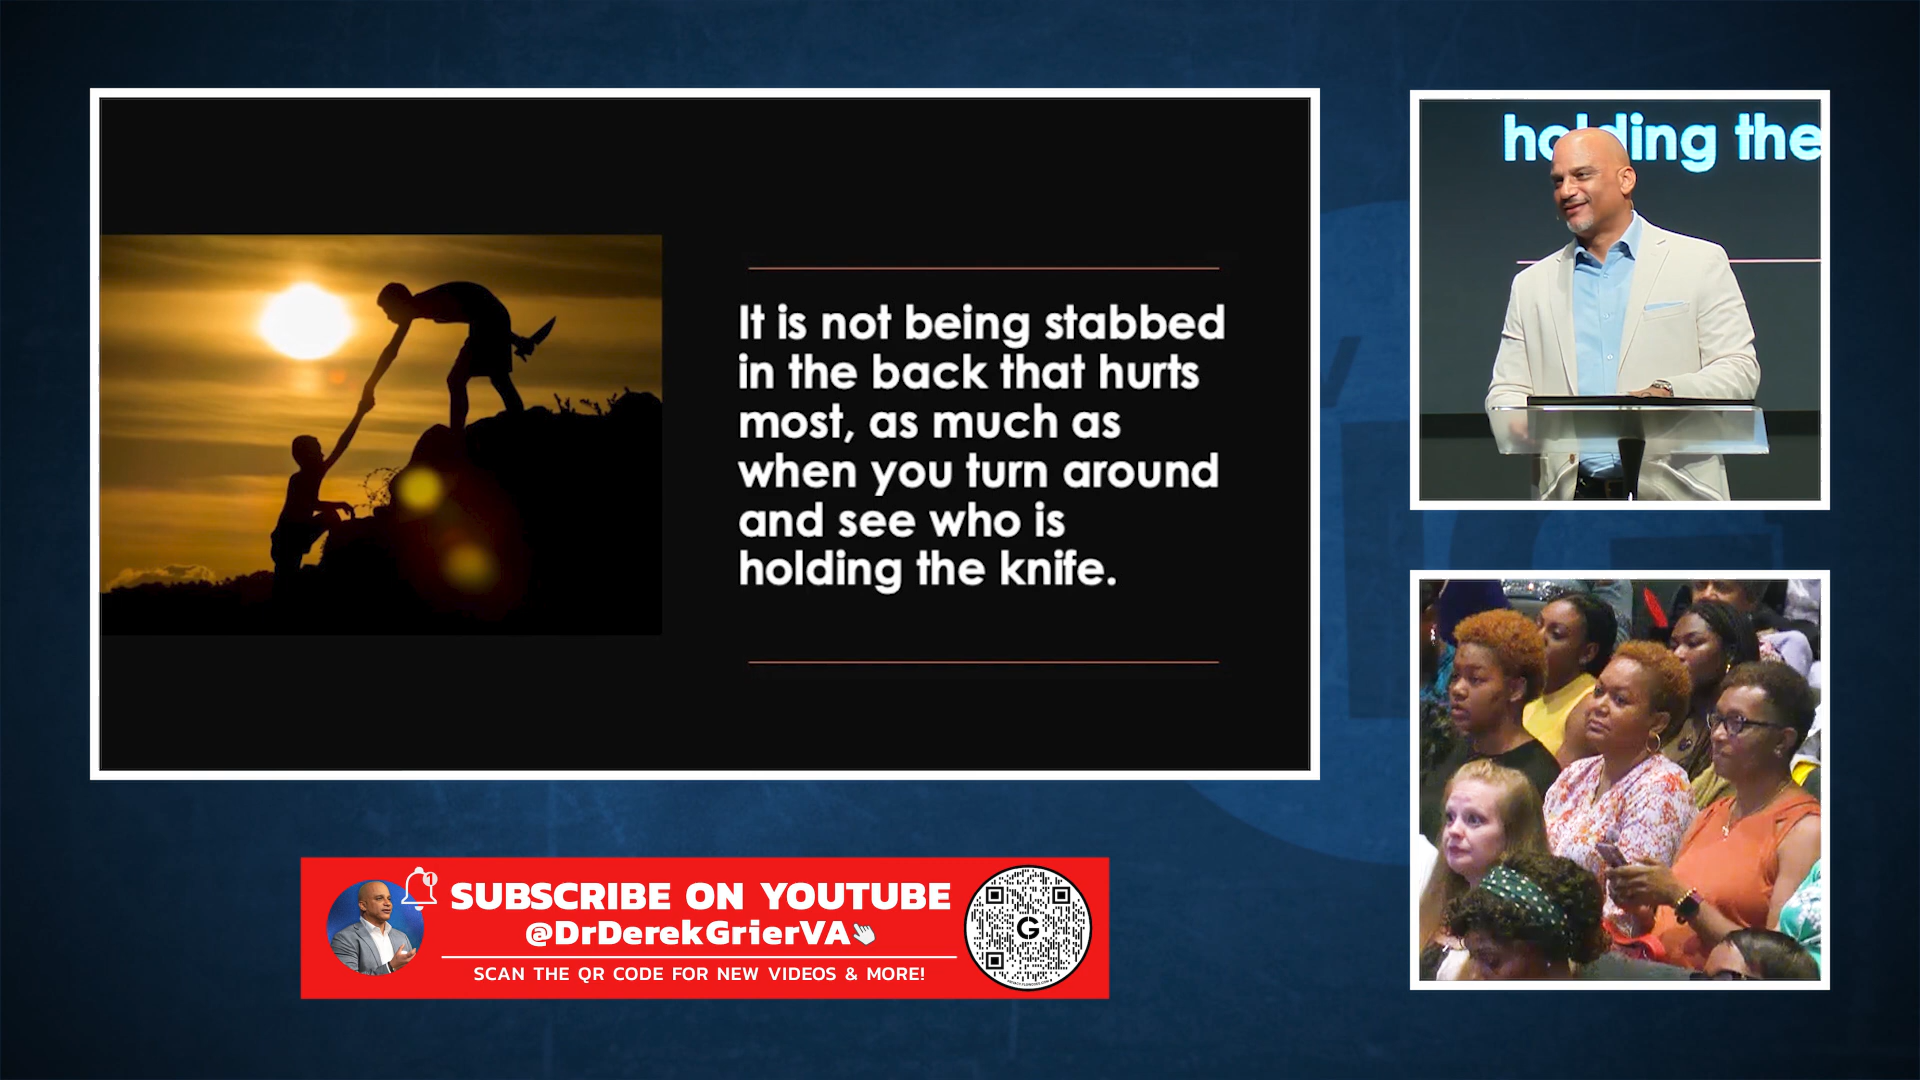 It is not being stabbed
in the back that hurts
most, as much as
when you turn around
and see who is
holding the knife.
holding the
1
SUBSCRIBE ON YOUTUBE
@DrDerekGrierVA
SCAN THE QR CODE FOR NEW VIDEOS & MORE!
G